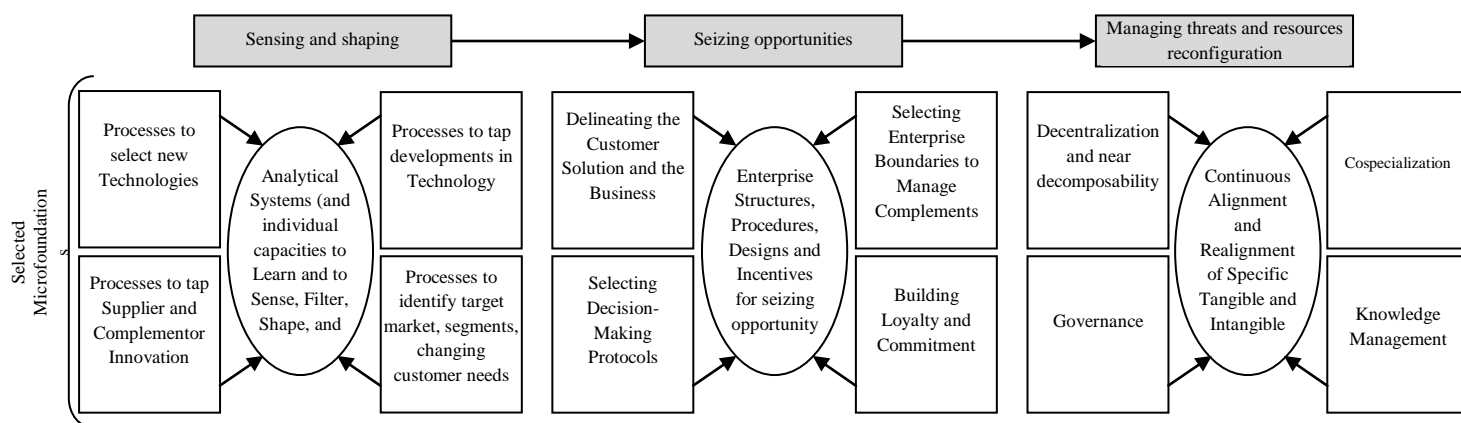 Sensing and shaping
Seizing opportunities
Managing threats and resources
reconfiguration
Selected
Microfoundation
s
Processes to
select new
Technologies
Processes to tap
developments in
Technology
Analytical
Systems (and
individual
capacities to
Learn and to
Sense, Filter,
Shape, and
Processes to tap
Supplier and
Complementor
Innovation
Processes to
identify target
market, segments,
changing
customer needs
Delineating the
Customer
Solution and the
Business
Selecting
Enterprise
Boundaries to
Manage
Complements
Enterprise
Structures,
Procedures,
Designs and
Incentives
for seizing
opportunity
Selecting
Decision-
Making
Protocols
Building
Loyalty and
Commitment
Decentralization
and near
decomposability
Cospecialization
Continuous
Alignment
and
Realignment
of Specific
Tangible and
Intangible
Governance
Knowledge
Management